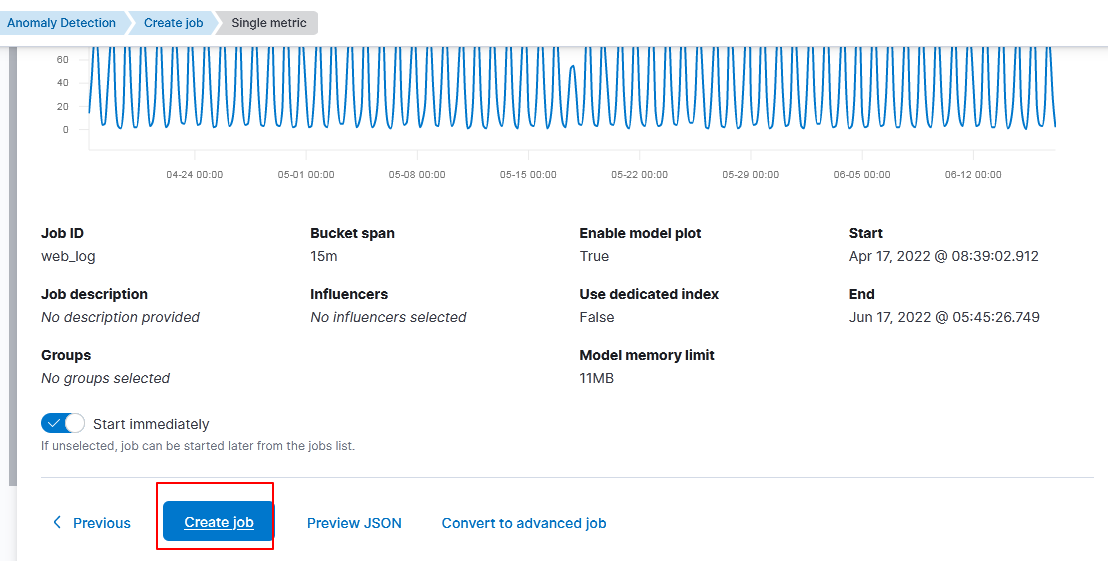 Anomaly Detection Create job Single metric
60
40
20
0
04-24 00:00 05-01 00:00 05-08 00:00 05-15 00:00 05-22 00:00 05-29 00:00 06-05 00:00 06-12 00:00
Job ID Bucket span Enable model plot Start
web_log 15m True Apr 17, 2022 @ 08:39:02.912
Job description Influencers Use dedicated index End
No description provided No influencers selected False Jun 17, 2022 @ 05:45:26.749
Groups Model memory limit
No groups selected 11MB
Start immediately
If unselected, job can be started later from the jobs list.
Previous Create job Preview JSON Convert to advanced job